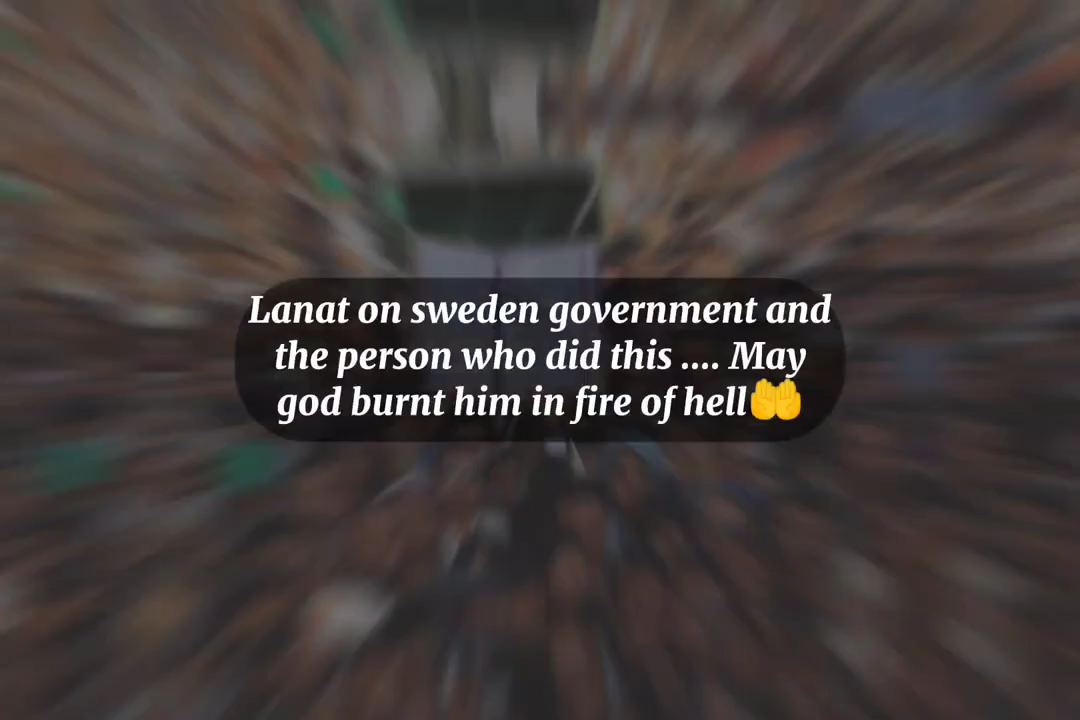 Lanat on sweden government and
the person who did this .... May
god burnt him in fire of hell🤲